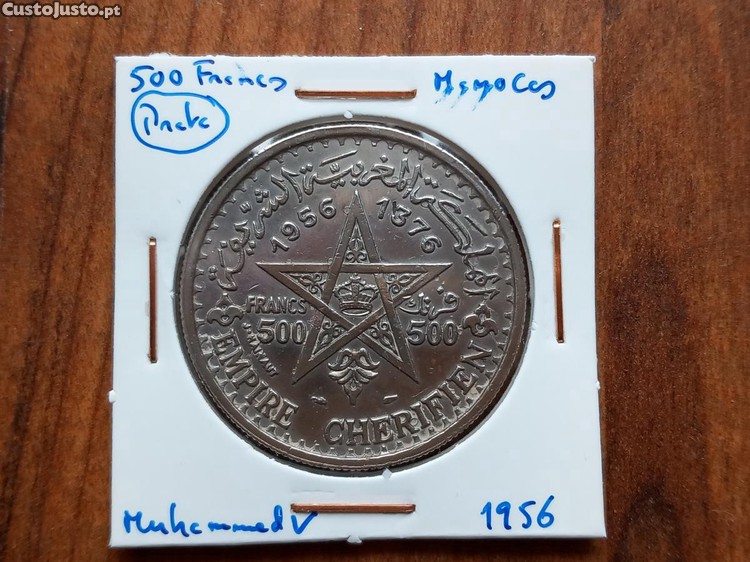 CustoJusto.pt
500 Francs Marrocos
Prata
المملكة المغربية الشريفة
1956 1376
FRANCS فرنك
500 500
EMPIRE CHERIFIEN
Muhammed V 1956